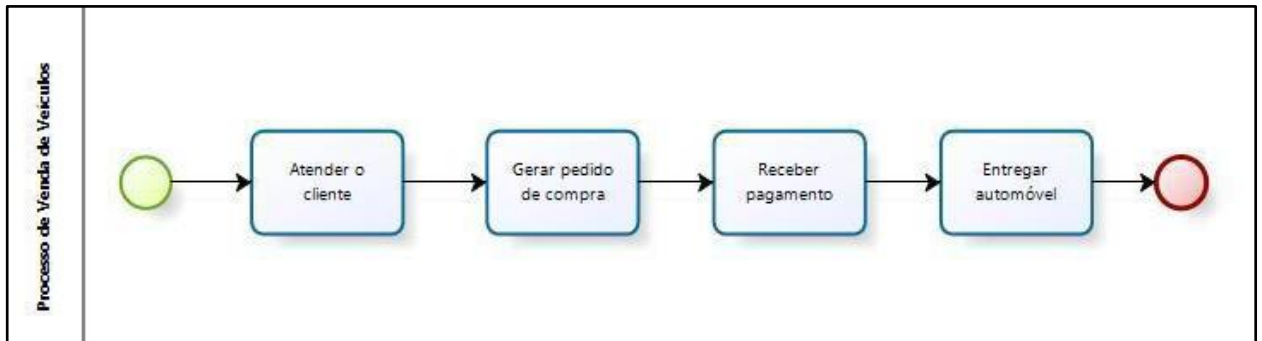 Processo de Venda de Veículos
Atender o
cliente
Gerar pedido
de compra
Receber
pagamento
Entregar
automóvel